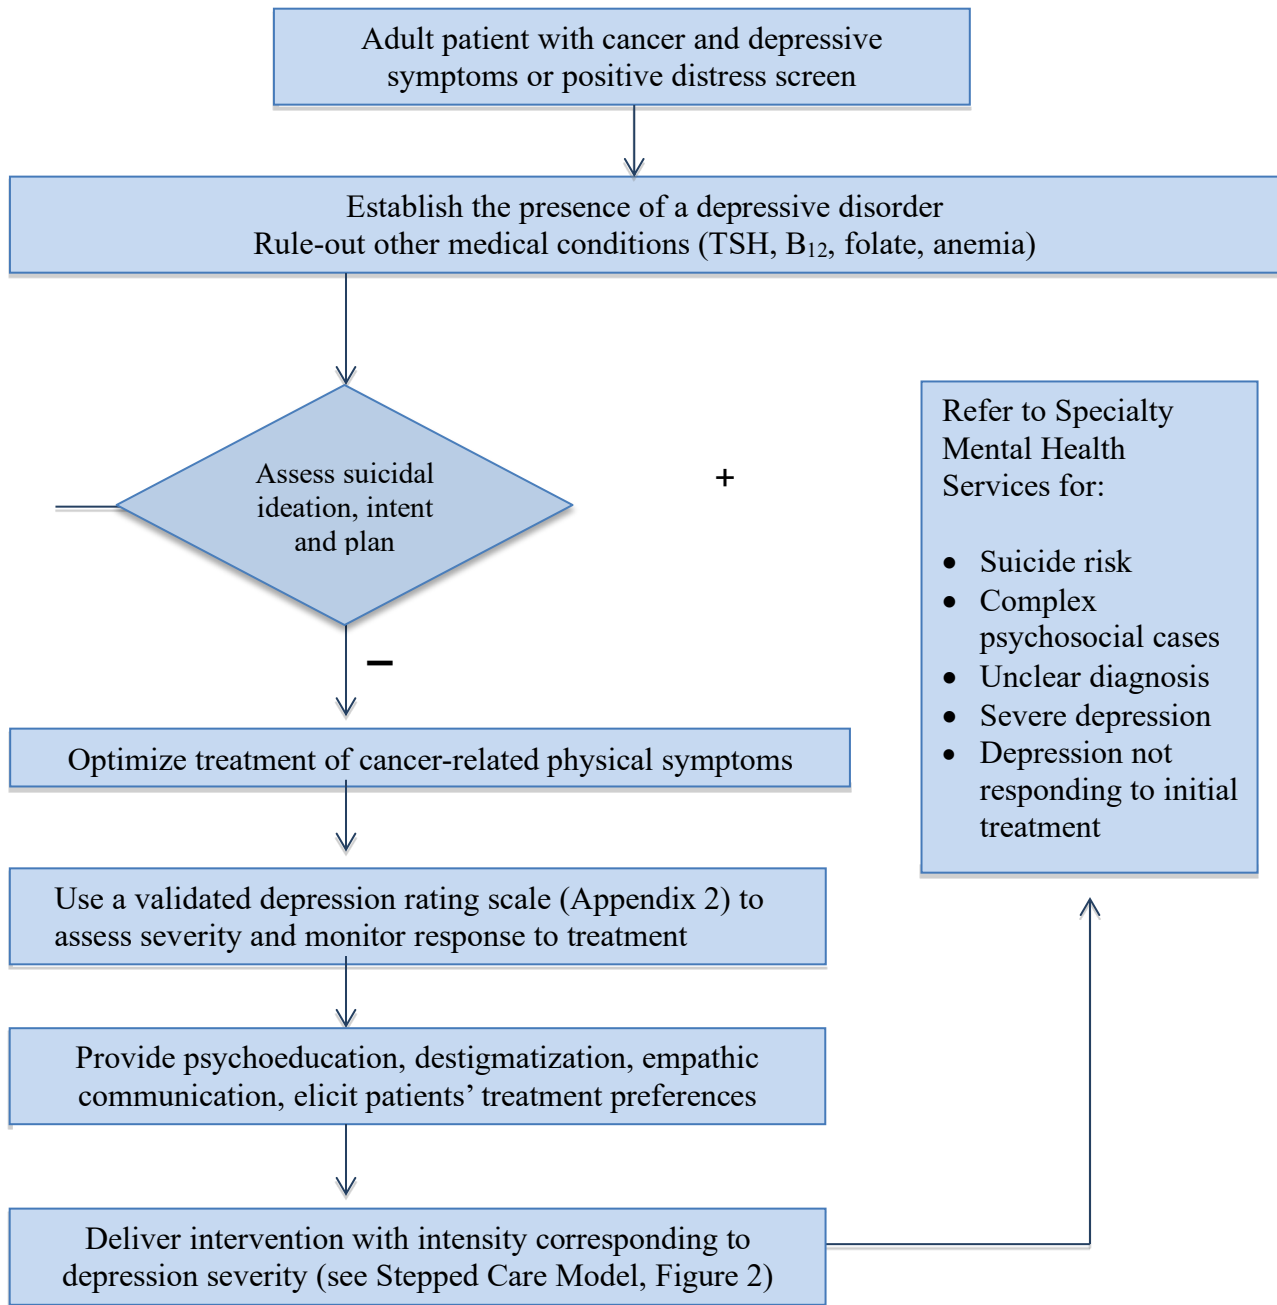 Adult patient with cancer and depressive
symptoms or positive distress screen
Establish the presence of a depressive disorder
Rule-out other medical conditions (TSH, B₁₂, folate, anemia)
Assess suicidal
ideation, intent
and plan
+
–
Refer to Specialty
Mental Health
Services for:
• Suicide risk
• Complex
psychosocial cases
• Unclear diagnosis
• Severe depression
• Depression not
responding to initial
treatment
Optimize treatment of cancer-related physical symptoms
Use a validated depression rating scale (Appendix 2) to
assess severity and monitor response to treatment
Provide psychoeducation, destigmatization, empathic
communication, elicit patients’ treatment preferences
Deliver intervention with intensity corresponding to
depression severity (see Stepped Care Model, Figure 2)